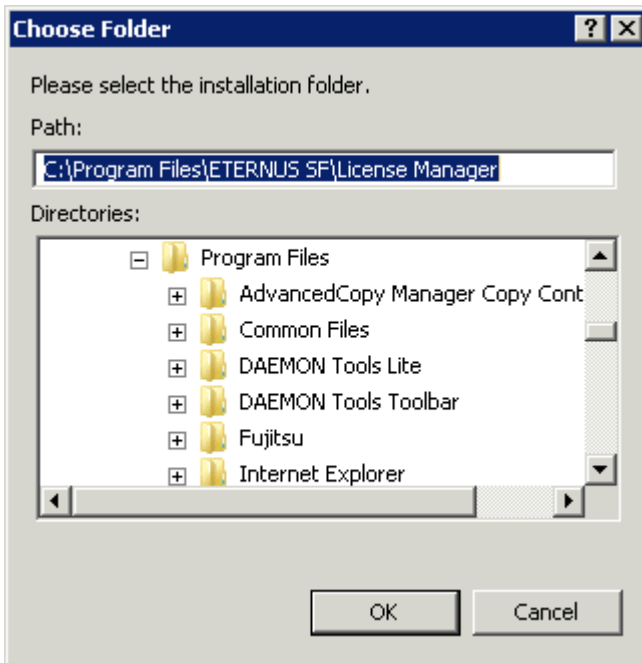 Choose Folder
Please select the installation folder.
Path:
C:\Program Files\ETERNUS SF\License Manager
Directories:
Program Files
AdvancedCopy Manager Copy Cont
Common Files
DAEMON Tools Lite
DAEMON Tools Toolbar
Fujitsu
Internet Explorer
OK Cancel